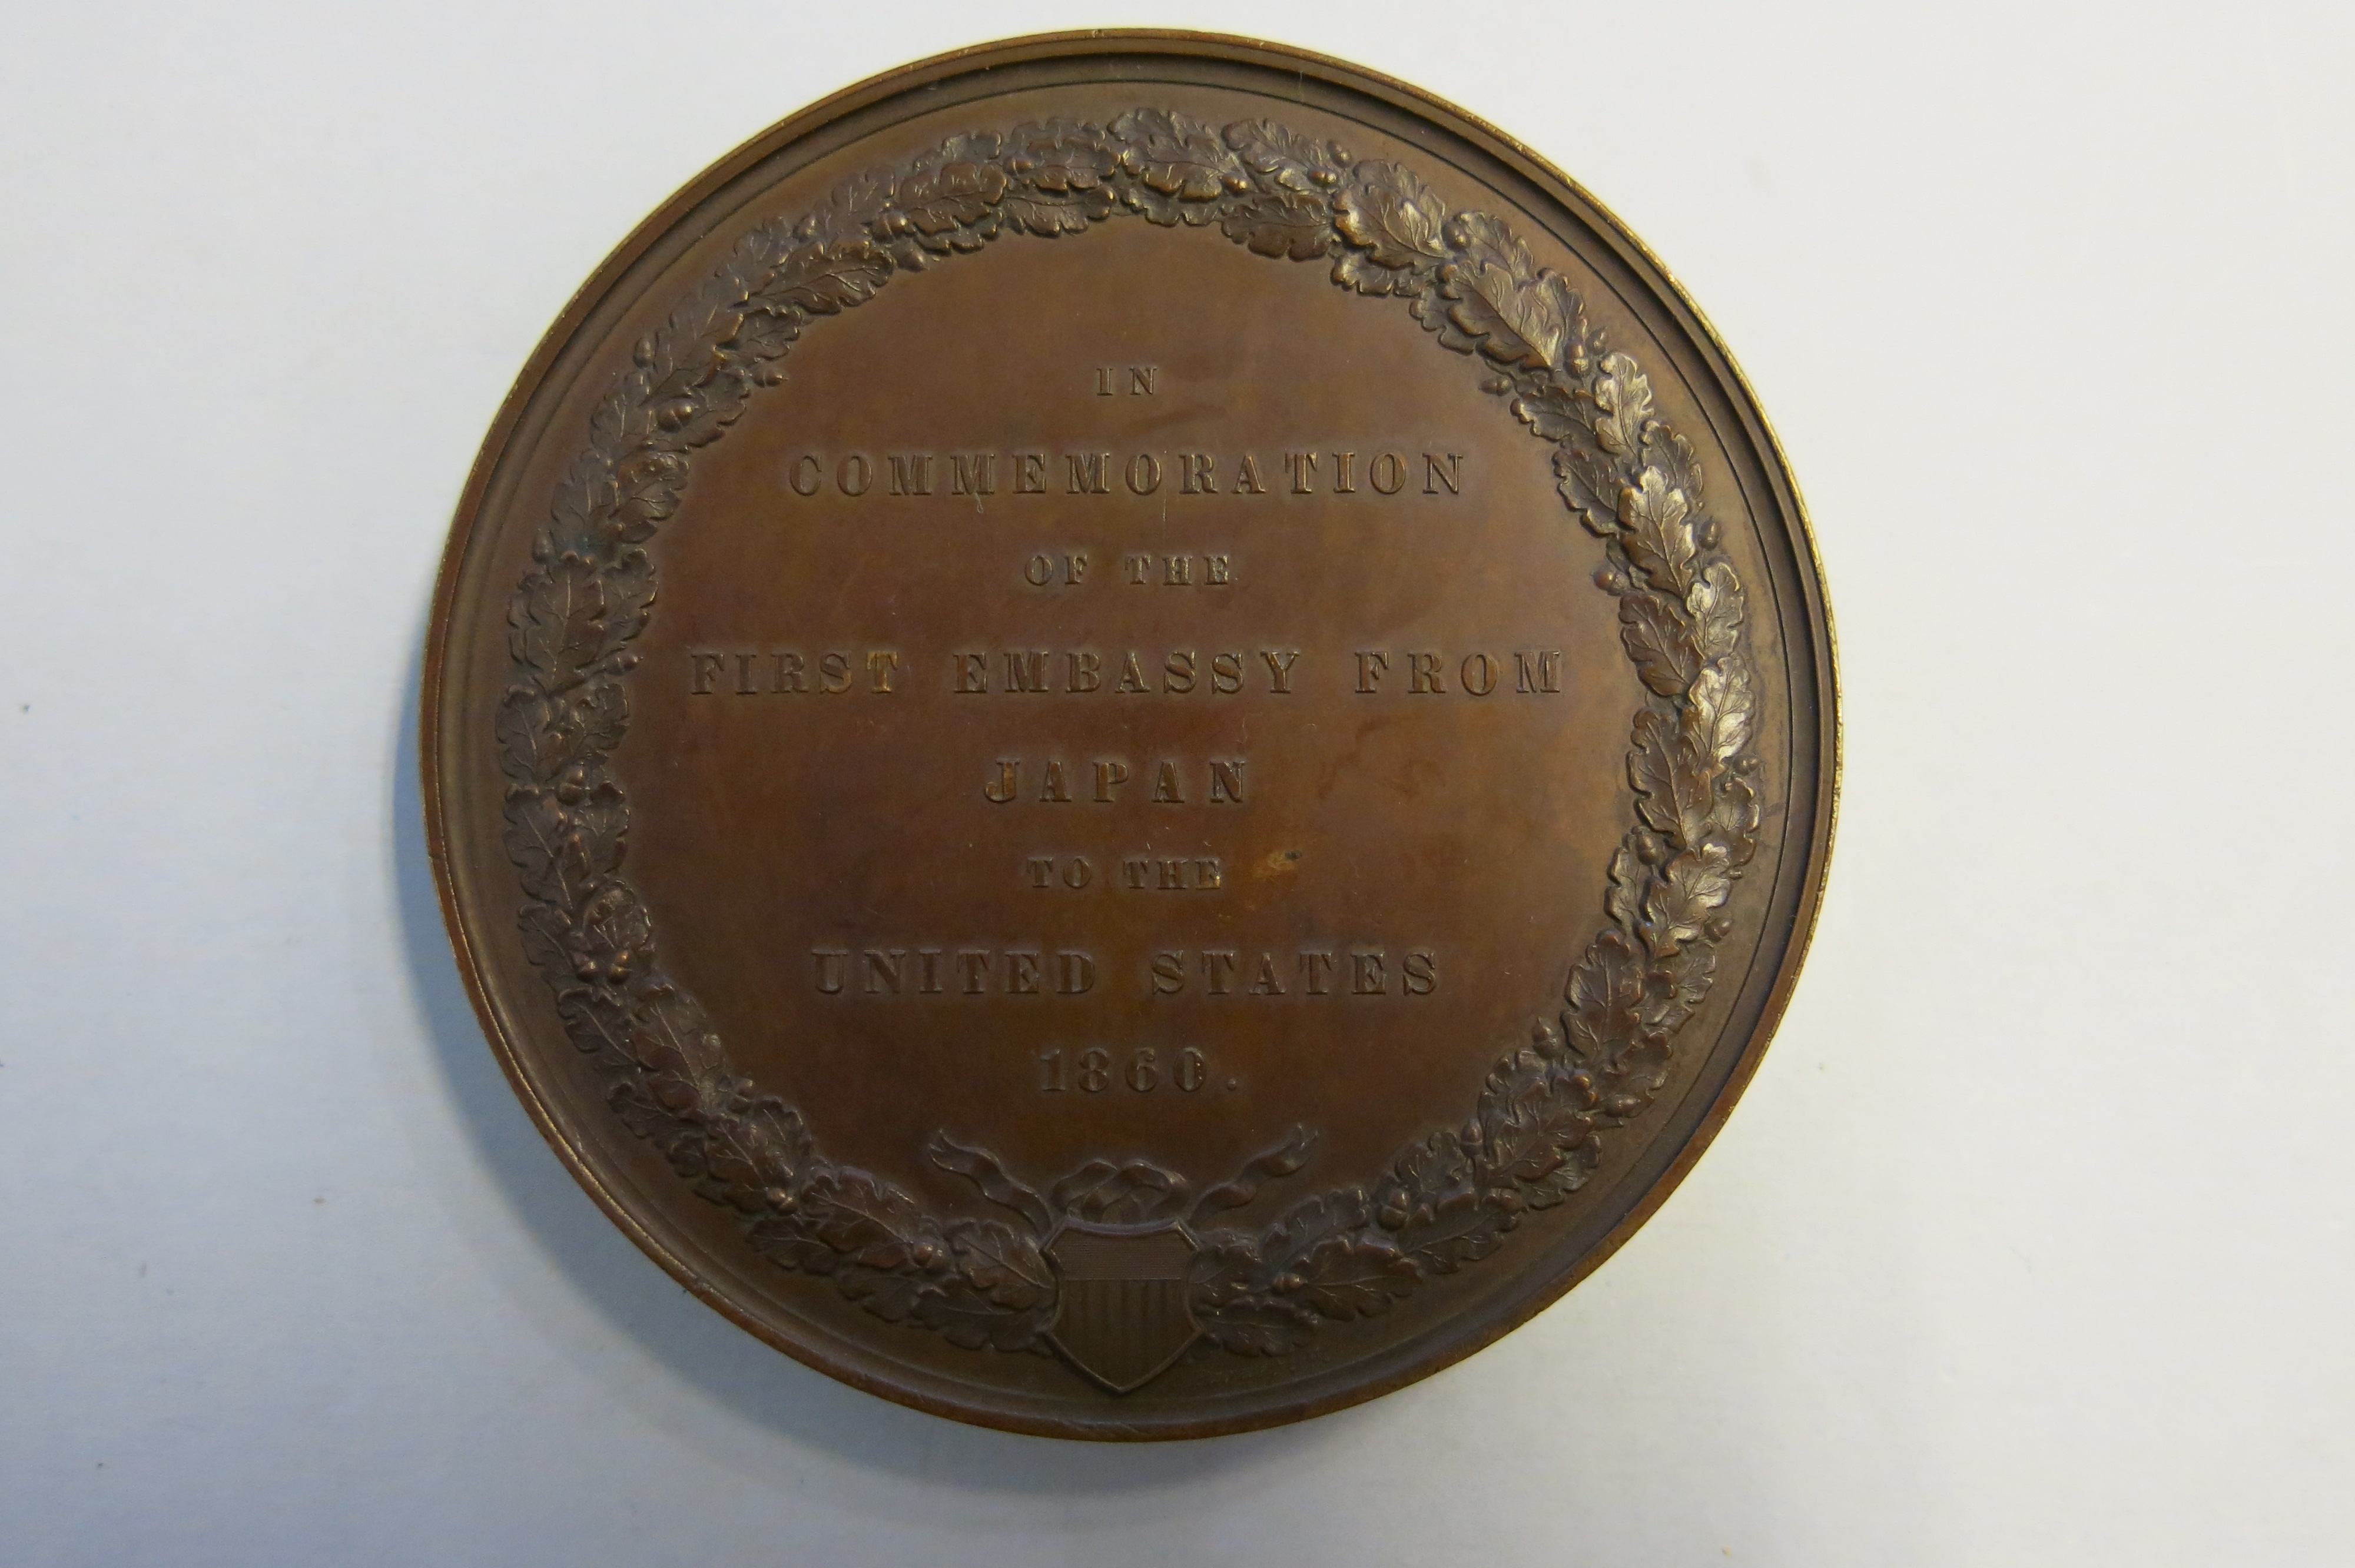 IN
COMMEMORATION
OF THE
FIRST EMBASSY FROM
JAPAN
TO THE
UNITED STATES
1860.